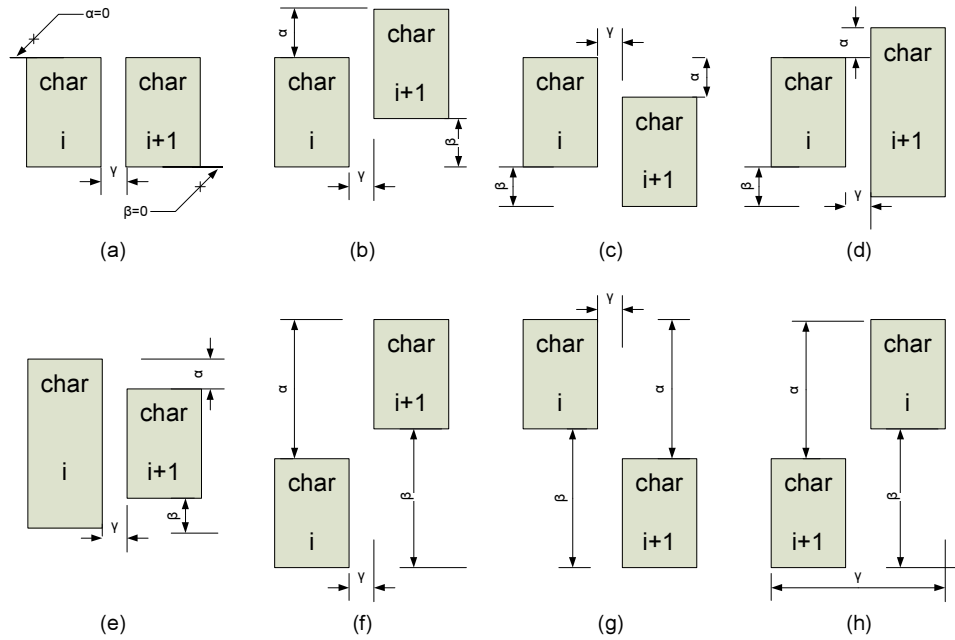 α=0
char
i
char
i+1
γ
β=0
(a)
α
char
i+1
char
i
β
γ
(b)
γ
char
i
α
char
i+1
β
(c)
α
char
i+1
char
i
β
γ
(d)
char
i
α
char
i+1
β
γ
(e)
α
char
i+1
char
i
β
γ
(f)
γ
char
i
α
β
char
i+1
(g)
α
char
i
β
char
i+1
γ
(h)